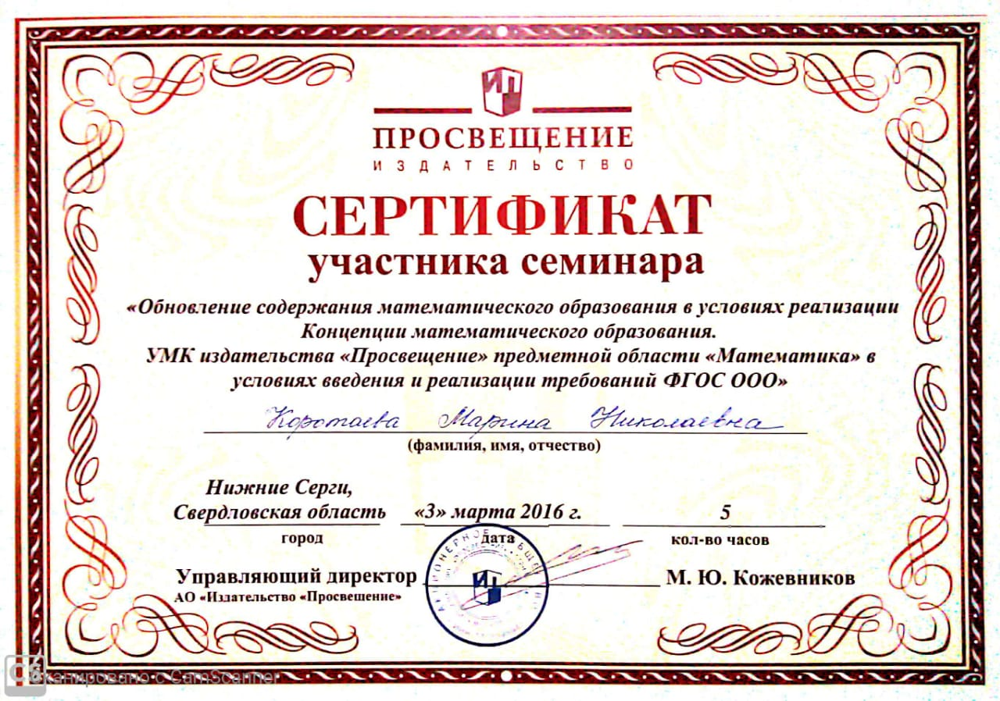 ИП
ПРОСВЕЩЕНИЕ
ИЗДАТЕЛЬСТВО
СЕРТИФИКАТ
участника семинара
«Обновление содержания математического образования в условиях реализации
Концепции математического образования.
УМК издательства «Просвещение» предметной области «Математика» в
условиях введения и реализации требований ФГОС ООО»
Коротаева Марина Николаевна
(фамилия, имя, отчество)
Нижние Серги,
Свердловская область «3» марта 2016 г. 5
город дата кол-во часов
Управляющий директор М. Ю. Кожевников
АО «Издательство «Просвещение»
ИП
сканировано с CamScanner